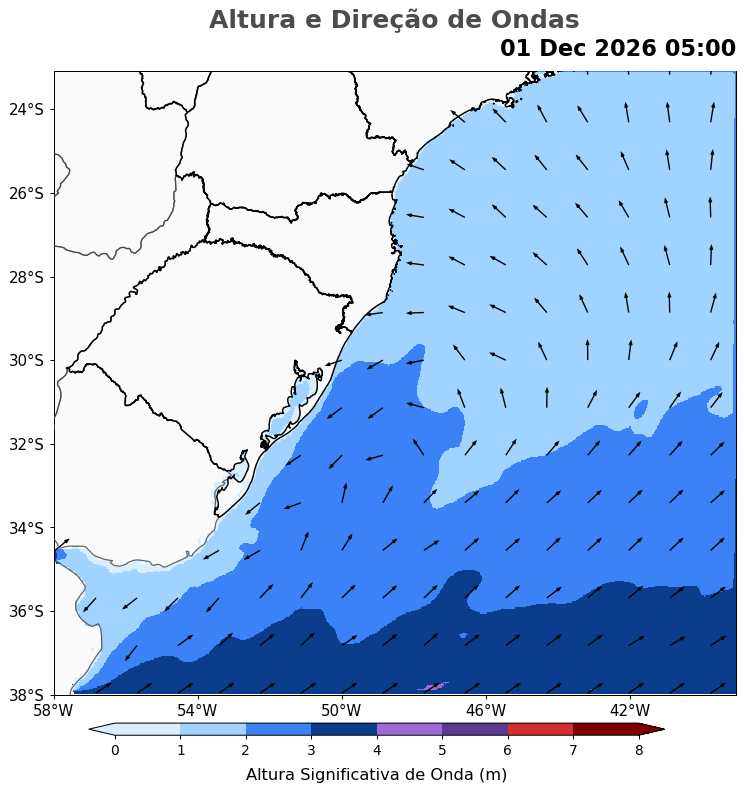 Altura e Direção de Ondas
01 Dec 2026 05:00
24°S
26°S
28°S
30°S
32°S
34°S
36°S
38°S
58°W 54°W 50°W 46°W 42°W
0 1 2 3 4 5 6 7 8
Altura Significativa de Onda (m)